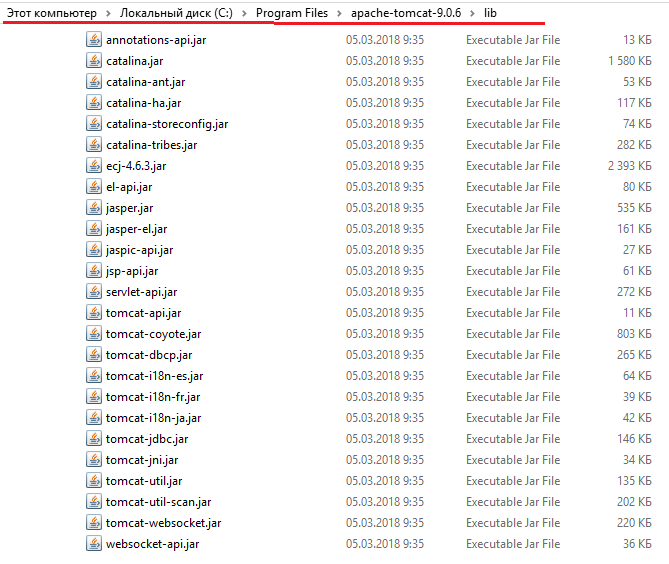 Этот компьютер > Локальный диск (C:) > Program Files > apache-tomcat-9.0.6 > lib
annotations-api.jar 05.03.2018 9:35 Executable Jar File 13 КБ
catalina.jar 05.03.2018 9:35 Executable Jar File 1 580 КБ
catalina-ant.jar 05.03.2018 9:35 Executable Jar File 53 КБ
catalina-ha.jar 05.03.2018 9:35 Executable Jar File 117 КБ
catalina-storeconfig.jar 05.03.2018 9:35 Executable Jar File 74 КБ
catalina-tribes.jar 05.03.2018 9:35 Executable Jar File 282 КБ
ecj-4.6.3.jar 05.03.2018 9:35 Executable Jar File 2 393 КБ
el-api.jar 05.03.2018 9:35 Executable Jar File 80 КБ
jasper.jar 05.03.2018 9:35 Executable Jar File 535 КБ
jasper-el.jar 05.03.2018 9:35 Executable Jar File 161 КБ
jaspic-api.jar 05.03.2018 9:35 Executable Jar File 27 КБ
jsp-api.jar 05.03.2018 9:35 Executable Jar File 61 КБ
servlet-api.jar 05.03.2018 9:35 Executable Jar File 272 КБ
tomcat-api.jar 05.03.2018 9:35 Executable Jar File 11 КБ
tomcat-coyote.jar 05.03.2018 9:35 Executable Jar File 803 КБ
tomcat-dbcp.jar 05.03.2018 9:35 Executable Jar File 265 КБ
tomcat-i18n-es.jar 05.03.2018 9:35 Executable Jar File 64 КБ
tomcat-i18n-fr.jar 05.03.2018 9:35 Executable Jar File 39 КБ
tomcat-i18n-ja.jar 05.03.2018 9:35 Executable Jar File 42 КБ
tomcat-jdbc.jar 05.03.2018 9:35 Executable Jar File 146 КБ
tomcat-jni.jar 05.03.2018 9:35 Executable Jar File 34 КБ
tomcat-util.jar 05.03.2018 9:35 Executable Jar File 135 КБ
tomcat-util-scan.jar 05.03.2018 9:35 Executable Jar File 202 КБ
tomcat-websocket.jar 05.03.2018 9:35 Executable Jar File 220 КБ
websocket-api.jar 05.03.2018 9:35 Executable Jar File 36 КБ